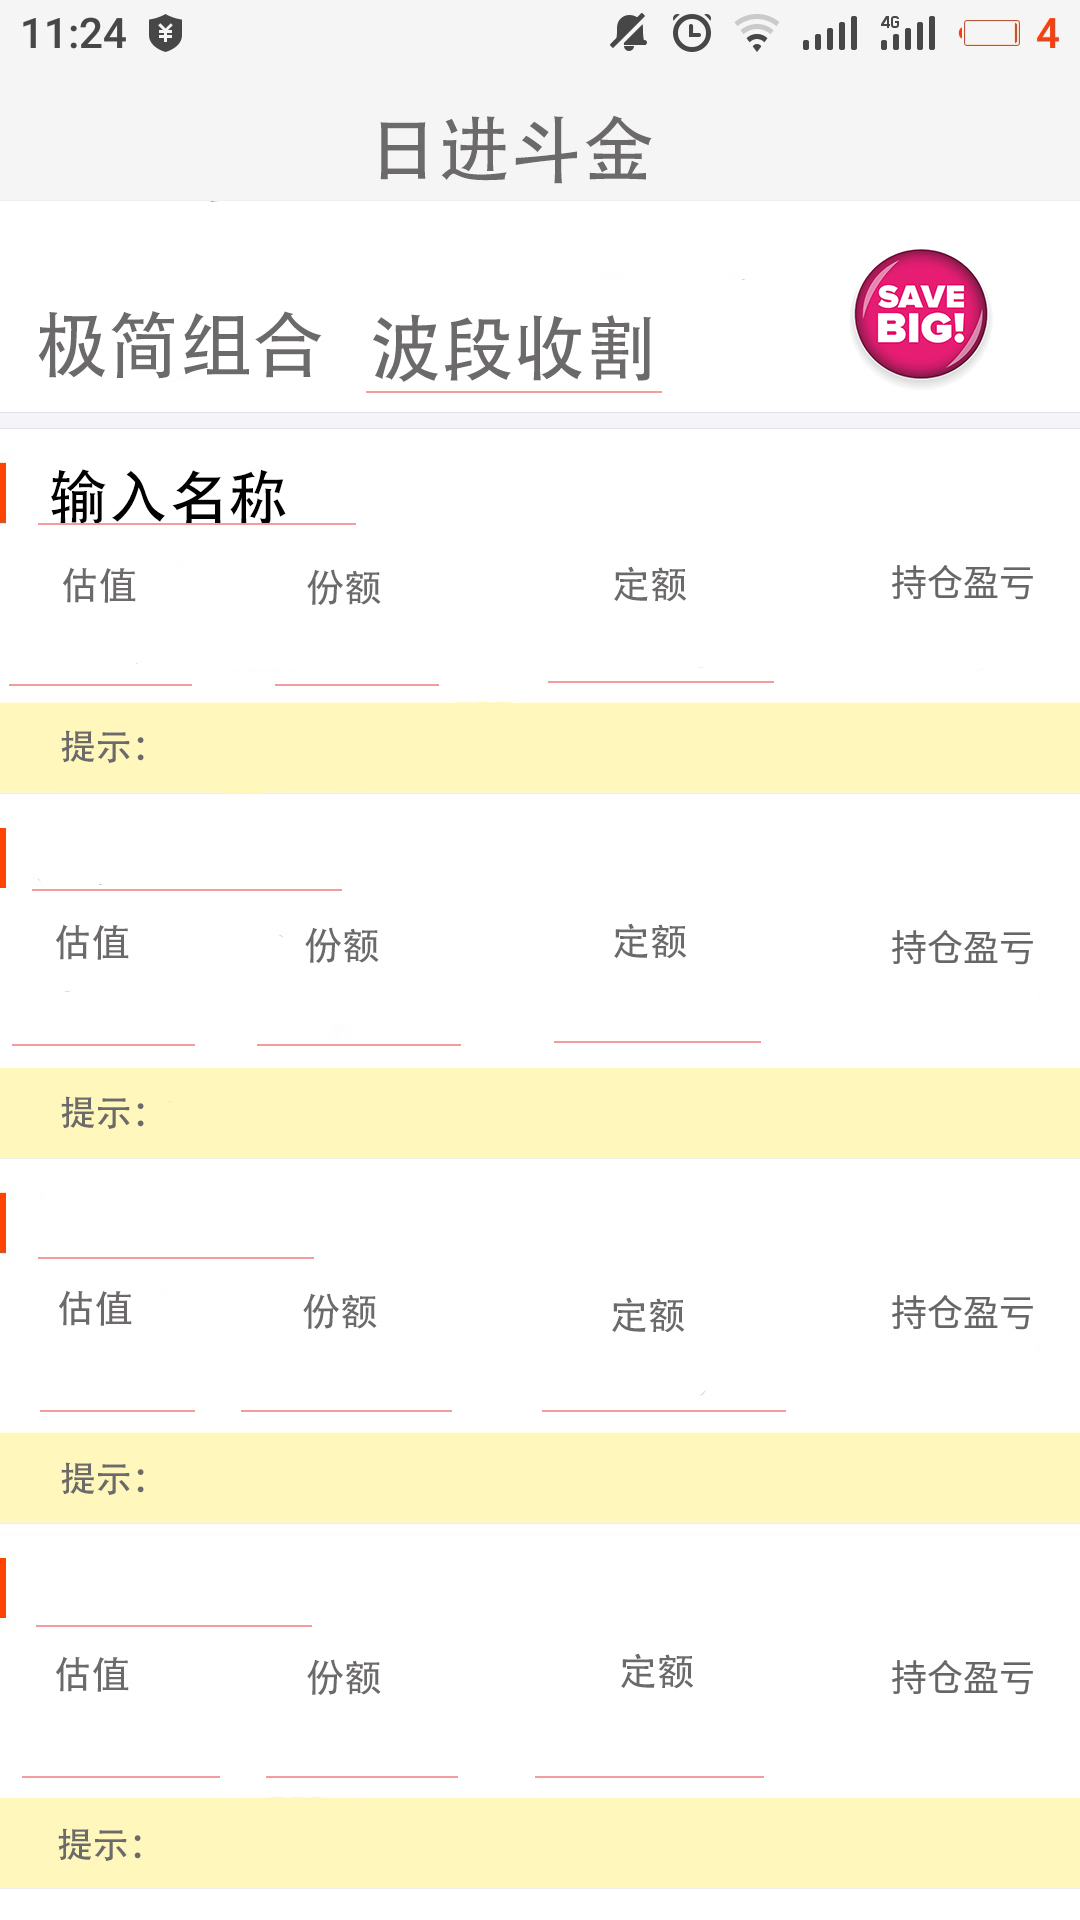 11:24 ¥ 4G 4
日进斗金
SAVE
BIG!
极简组合 波段收割
输入名称
估值 份额 定额 持仓盈亏
提示：
估值 份额 定额 持仓盈亏
提示：
估值 份额 定额 持仓盈亏
提示：
估值 份额 定额 持仓盈亏
提示：